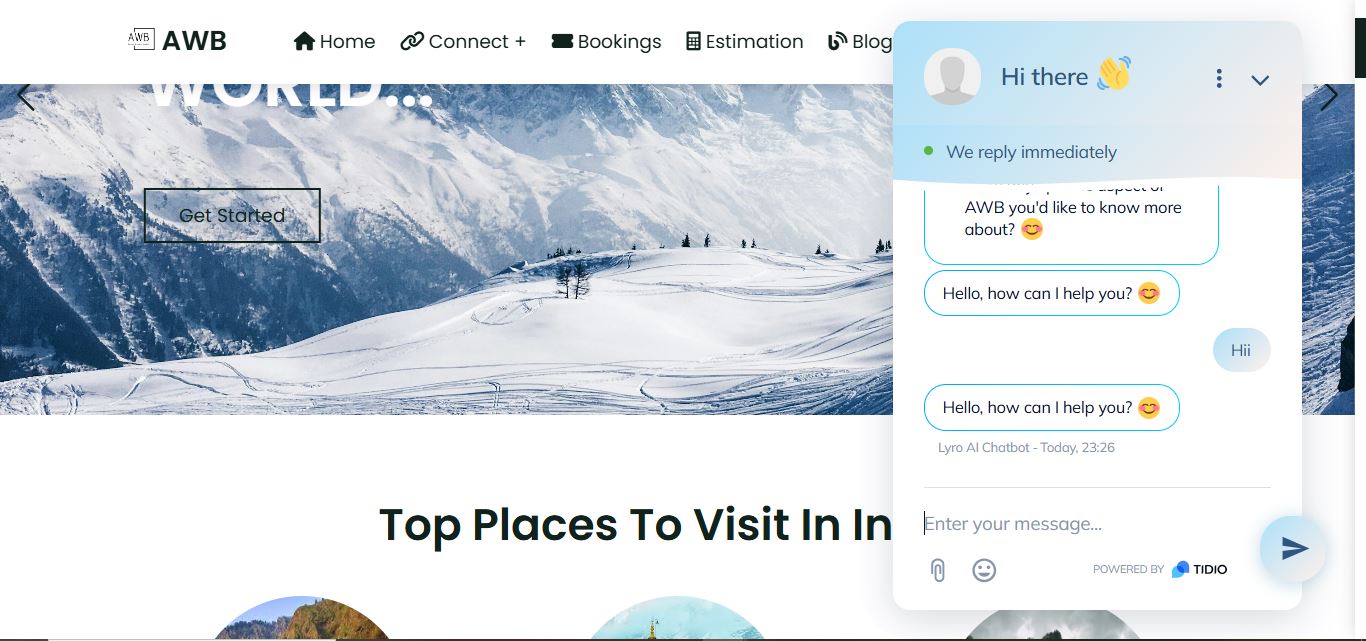 AWB AWB Home Connect + Bookings Estimation Blog
WORLD...
Get Started
Top Places To Visit In In
Hi there
We reply immediately
aspect of
AWB you'd like to know more
about?
Hello, how can I help you?
Hii
Hello, how can I help you?
Lyro AI Chatbot - Today, 23:26
Enter your message...
POWERED BY TIDIO